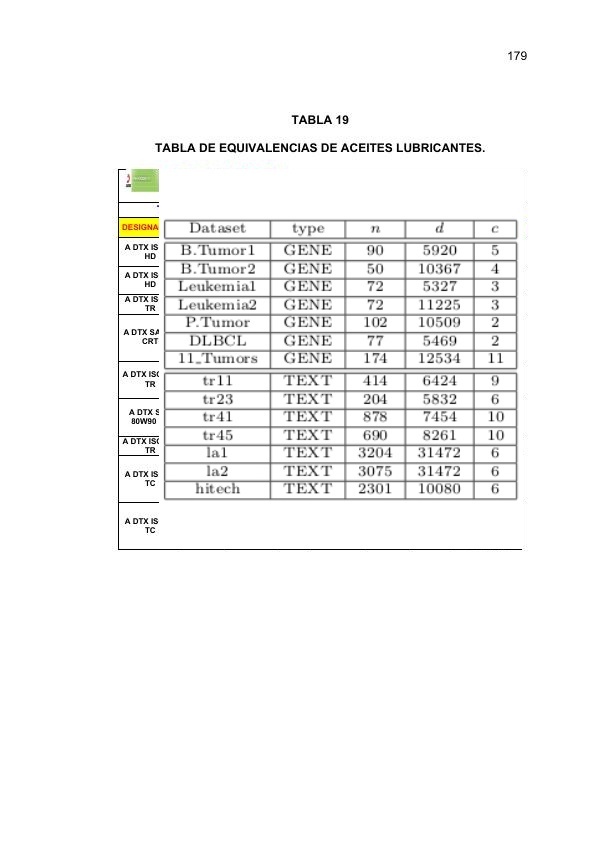 179
TABLA 19
TABLA DE EQUIVALENCIAS DE ACEITES LUBRICANTES.
DESIGNA
A DTX IS
HD
A DTX IS
HD
A DTX IS
TR
A DTX SA
CRT
A DTX ISO
TR
A DTX S
80W90
A DTX ISO
TR
A DTX IS
TC
A DTX IS
TC
Dataset type n d c
B.Tumor1 GENE 90 5920 5
B.Tumor2 GENE 50 10367 4
Leukemia1 GENE 72 5327 3
Leukemia2 GENE 72 11225 3
P.Tumor GENE 102 10509 2
DLBCL GENE 77 5469 2
11_Tumors GENE 174 12534 11
tr11 TEXT 414 6424 9
tr23 TEXT 204 5832 6
tr41 TEXT 878 7454 10
tr45 TEXT 690 8261 10
la1 TEXT 3204 31472 6
la2 TEXT 3075 31472 6
hitech TEXT 2301 10080 6